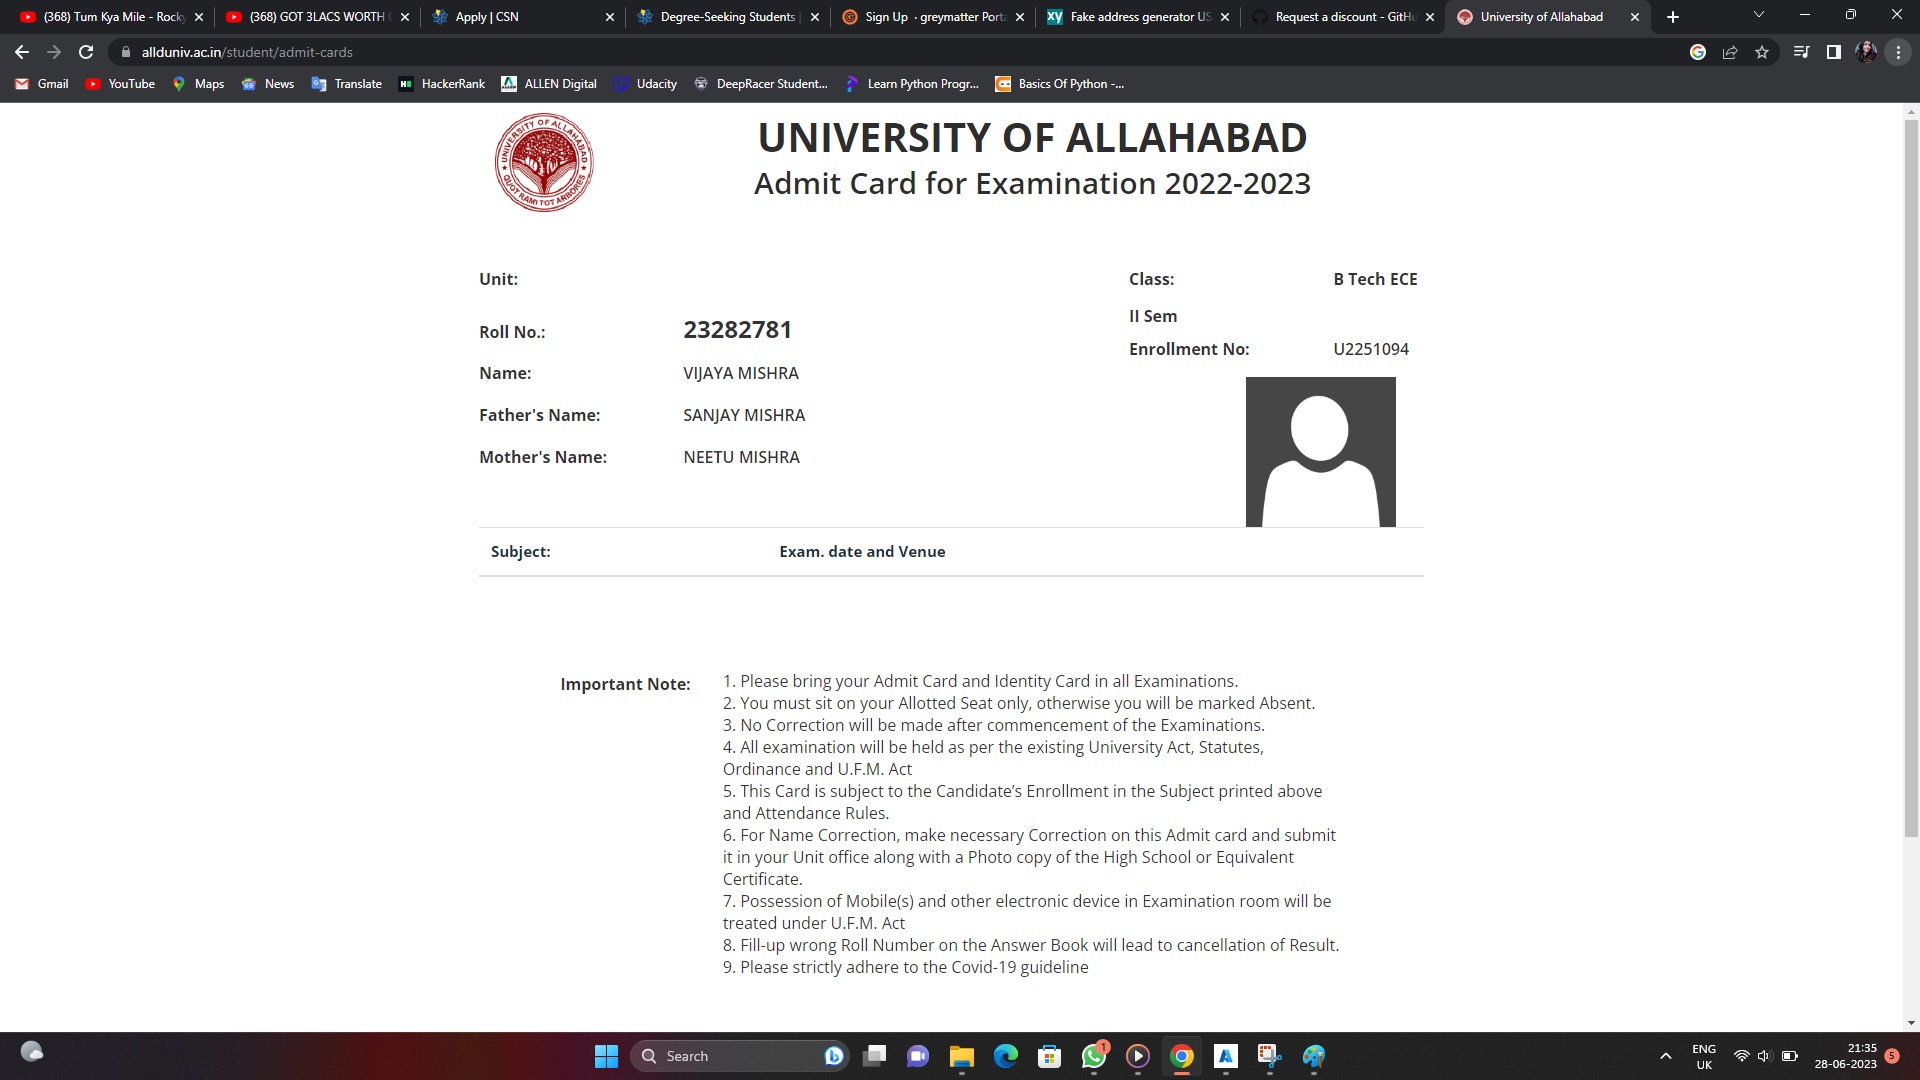 (368) Tum Kya Mile - Rocky
(368) GOT 3LACS WORTH
Apply | CSN
Degree-Seeking Students |
Sign Up · greymatter Porta
Fake address generator US
Request a discount - GitHu
University of Allahabad
allduniv.ac.in/student/admit-cards
Gmail
YouTube
Maps
News
Translate
HackerRank
ALLEN Digital
Udacity
DeepRacer Student...
Learn Python Progr...
Basics Of Python -...
UNIVERSITY OF ALLAHABAD
QUOT RAMI TOT ARBORES
UNIVERSITY OF ALLAHABAD
Admit Card for Examination 2022-2023
Unit:
Class: B Tech ECE
II Sem
Roll No.: 23282781
Enrollment No: U2251094
Name: VIJAYA MISHRA
Father's Name: SANJAY MISHRA
Mother's Name: NEETU MISHRA
Subject: Exam. date and Venue
Important Note:
1. Please bring your Admit Card and Identity Card in all Examinations.
2. You must sit on your Allotted Seat only, otherwise you will be marked Absent.
3. No Correction will be made after commencement of the Examinations.
4. All examination will be held as per the existing University Act, Statutes,
Ordinance and U.F.M. Act
5. This Card is subject to the Candidate’s Enrollment in the Subject printed above
and Attendance Rules.
6. For Name Correction, make necessary Correction on this Admit card and submit
it in your Unit office along with a Photo copy of the High School or Equivalent
Certificate.
7. Possession of Mobile(s) and other electronic device in Examination room will be
treated under U.F.M. Act
8. Fill-up wrong Roll Number on the Answer Book will lead to cancellation of Result.
9. Please strictly adhere to the Covid-19 guideline
Search
1
ENG
UK
21:35
28-06-2023
5